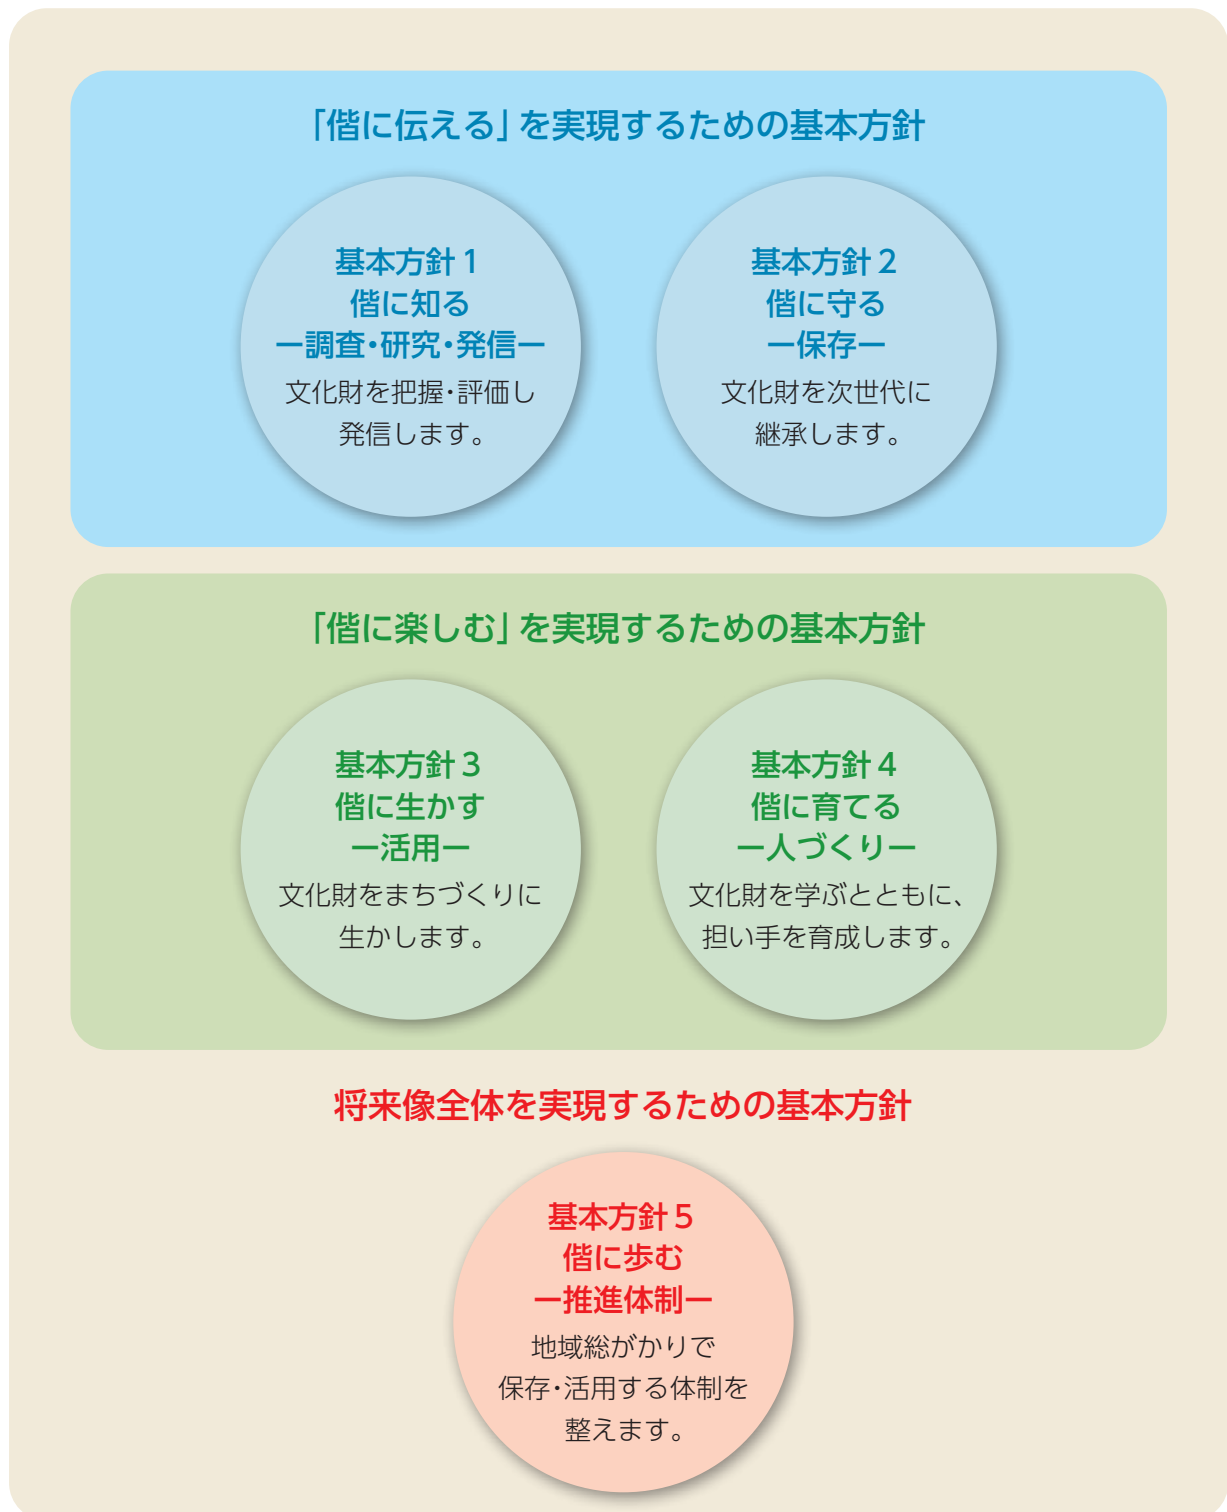 「偕に伝える」を実現するための基本方針
基本方針1
偕に知る
ー調査・研究・発信ー
文化財を把握・評価し
発信します。
基本方針2
偕に守る
ー保存ー
文化財を次世代に
継承します。
「偕に楽しむ」を実現するための基本方針
基本方針3
偕に生かす
ー活用ー
文化財をまちづくりに
生かします。
基本方針4
偕に育てる
ー人づくりー
文化財を学ぶとともに、
担い手を育成します。
将来像全体を実現するための基本方針
基本方針5
偕に歩む
ー推進体制ー
地域総がかりで
保存・活用する体制を
整えます。